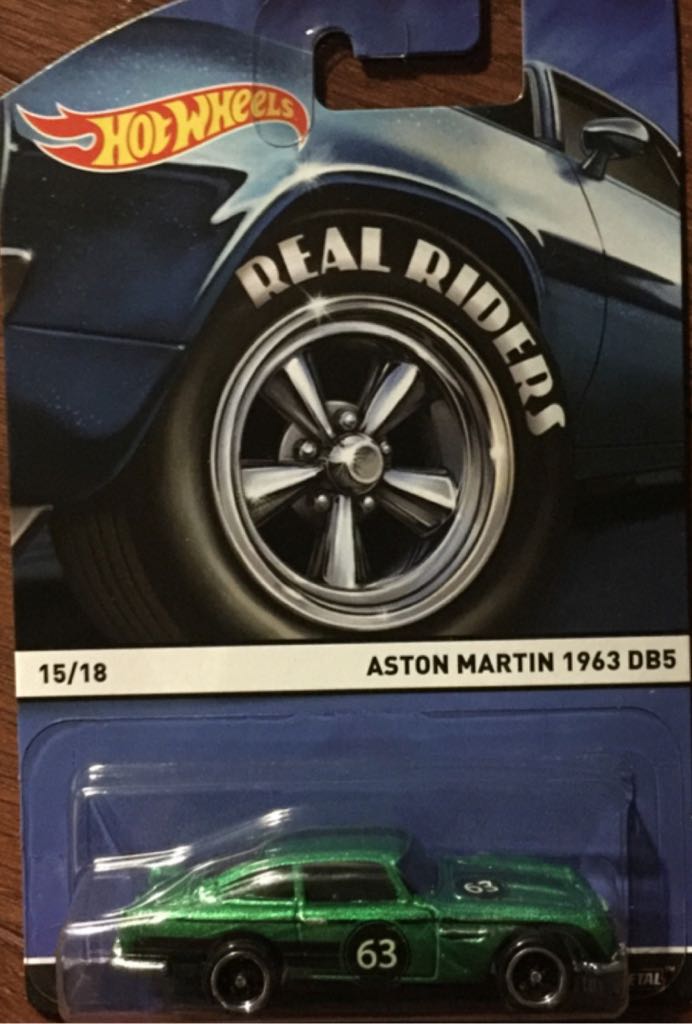 HOT WHEELS
REAL RIDERS
15/18
ASTON MARTIN 1963 DB5
63
63